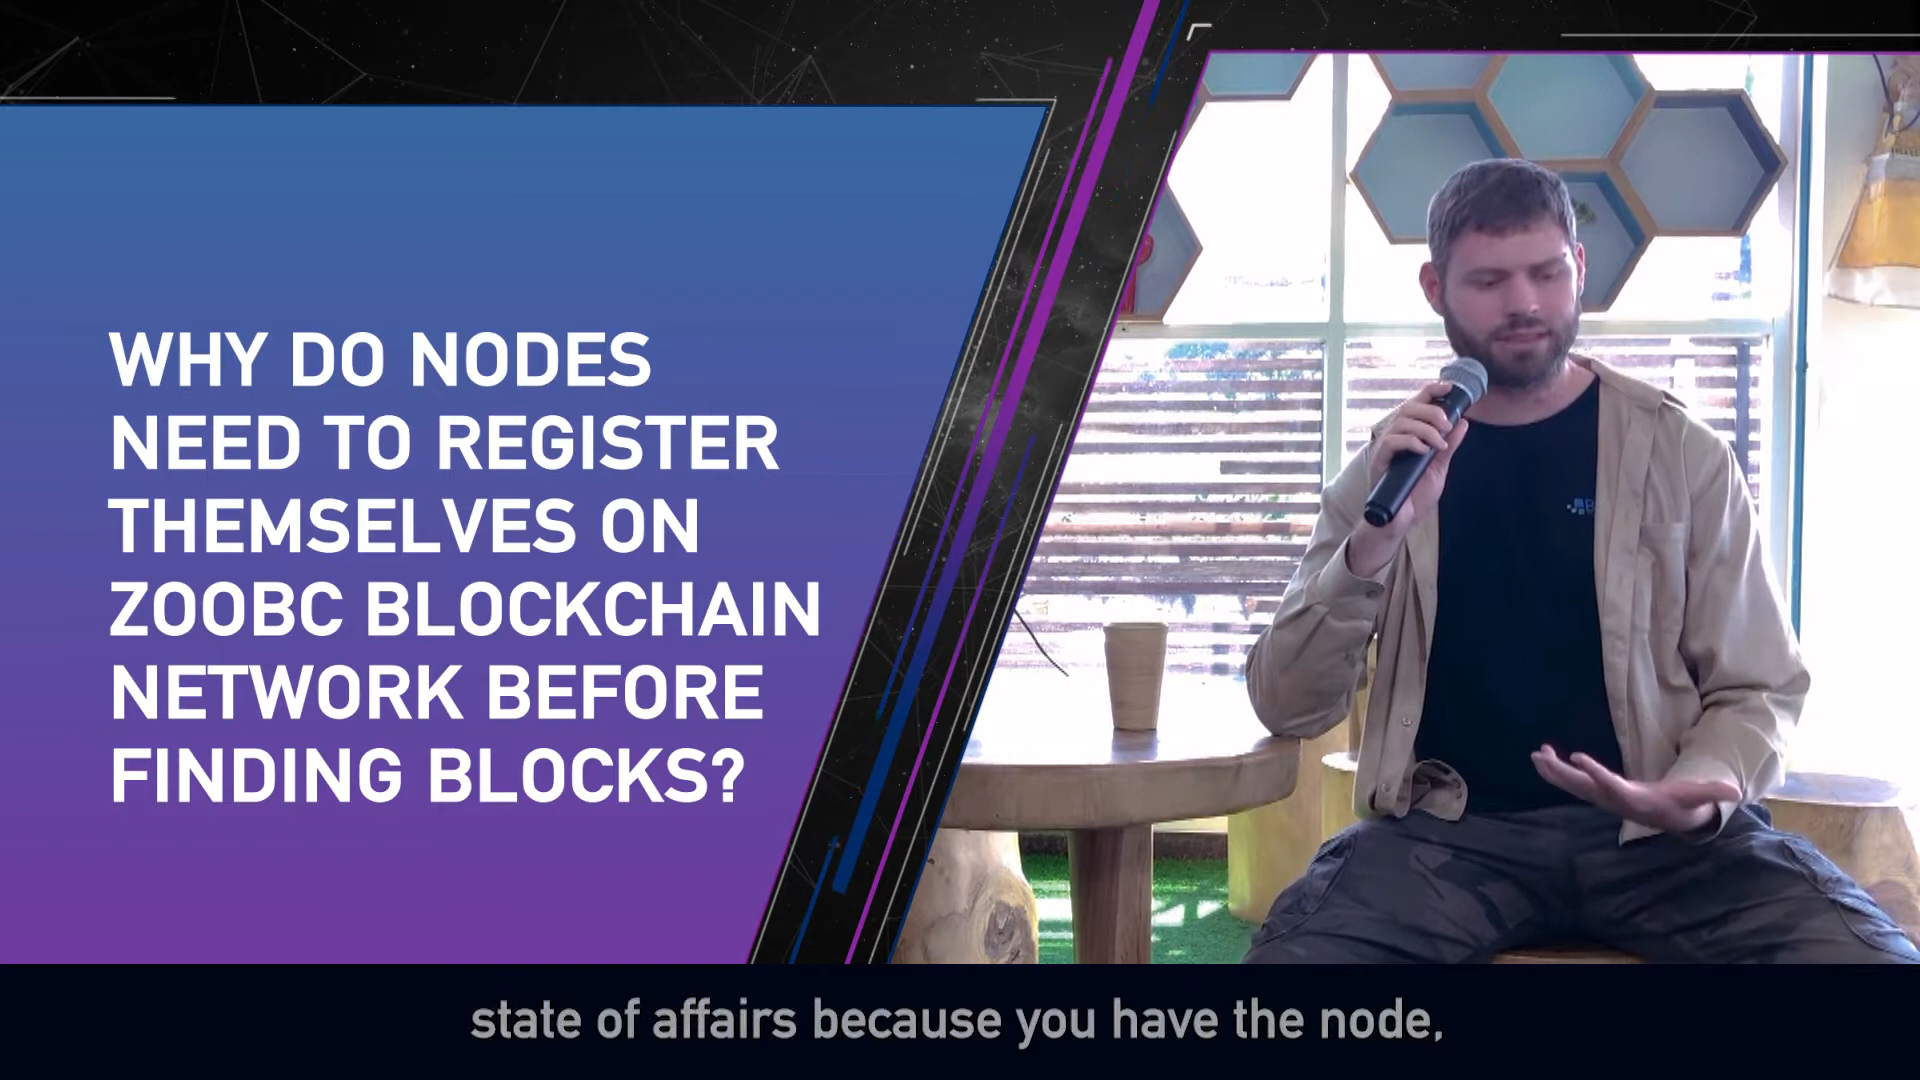 WHY DO NODES
NEED TO REGISTER
THEMSELVES ON
ZOOBC BLOCKCHAIN
NETWORK BEFORE
FINDING BLOCKS?
state of affairs because you have the node,